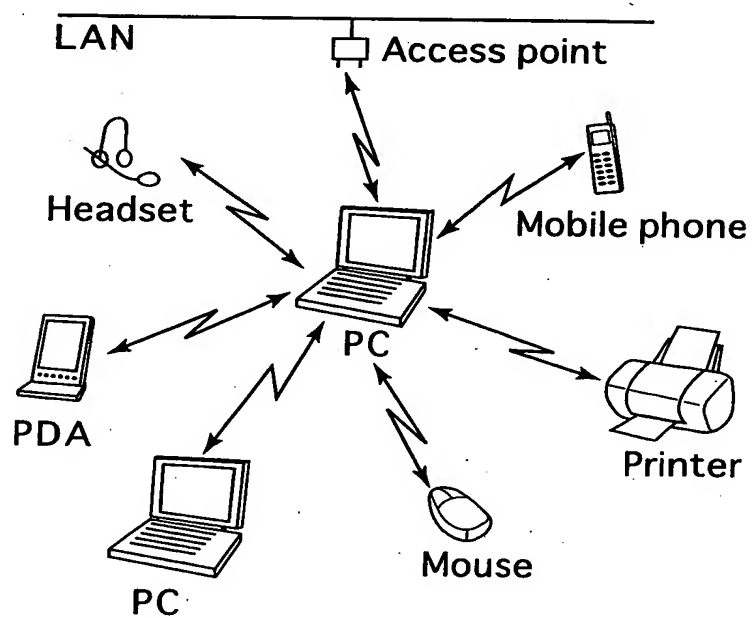 LAN
Access point
Headset
Mobile phone
PC
PDA
Printer
Mouse
PC